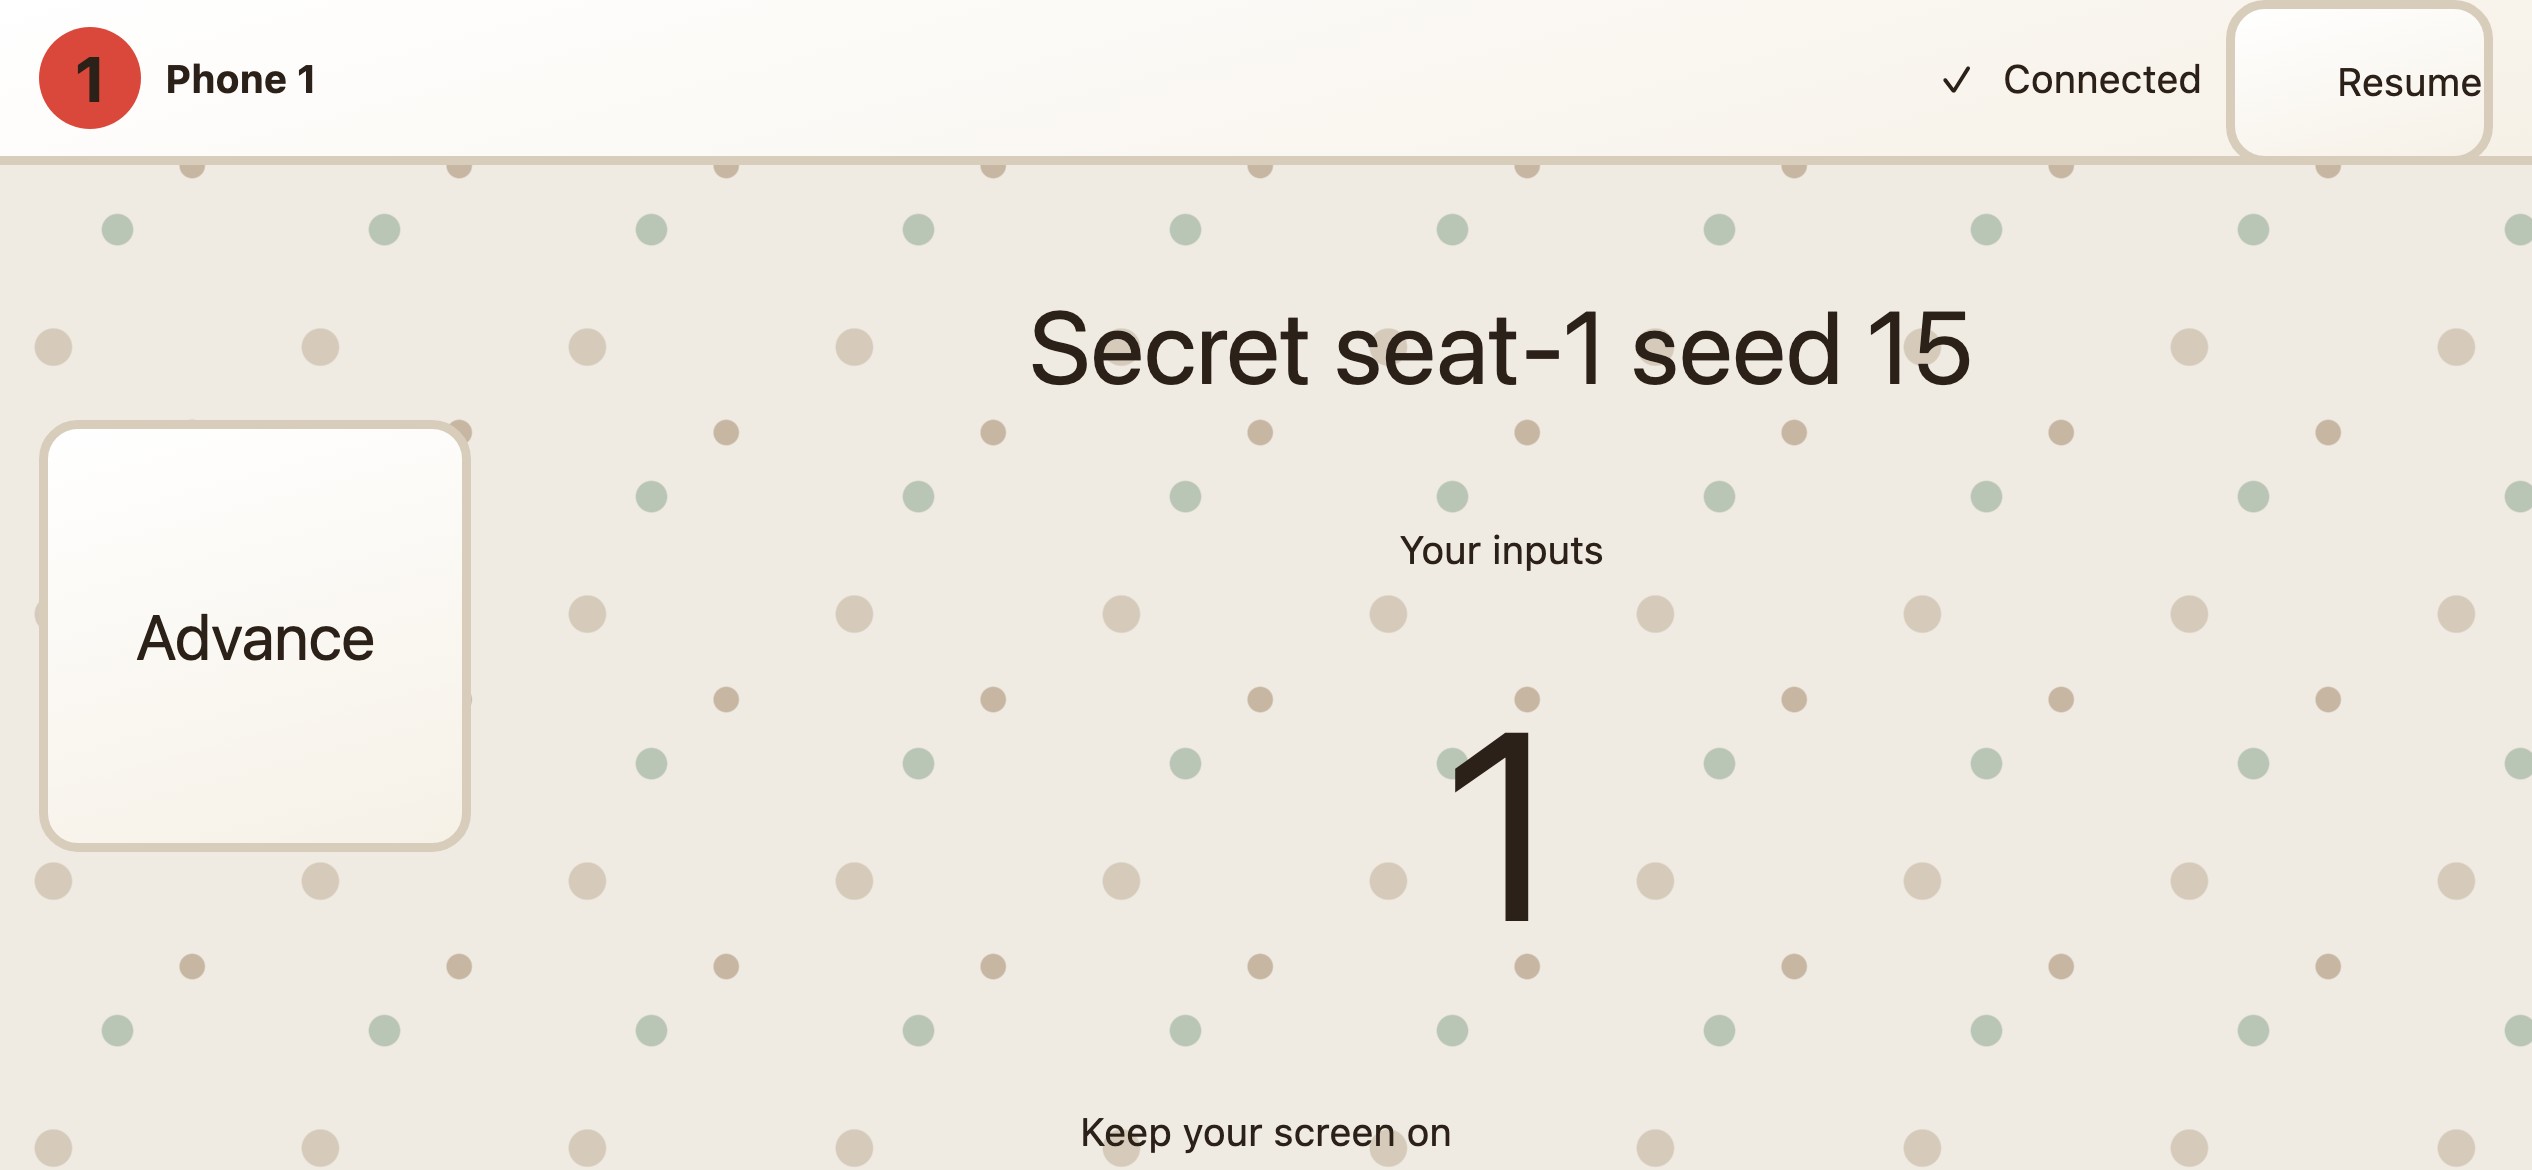 1 Phone 1
✓ Connected
Resume
Secret seat-1 seed 15
Your inputs
Advance
1
Keep your screen on